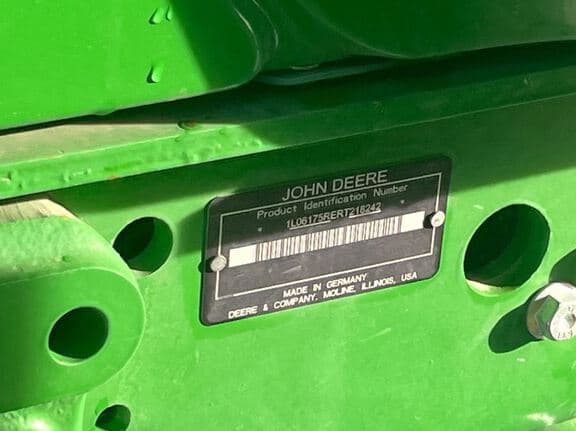 JOHN DEERE
Product Identification Number
* 1L06175RERT218242 *
MADE IN GERMANY
DEERE & COMPANY, MOLINE, ILLINOIS, USA